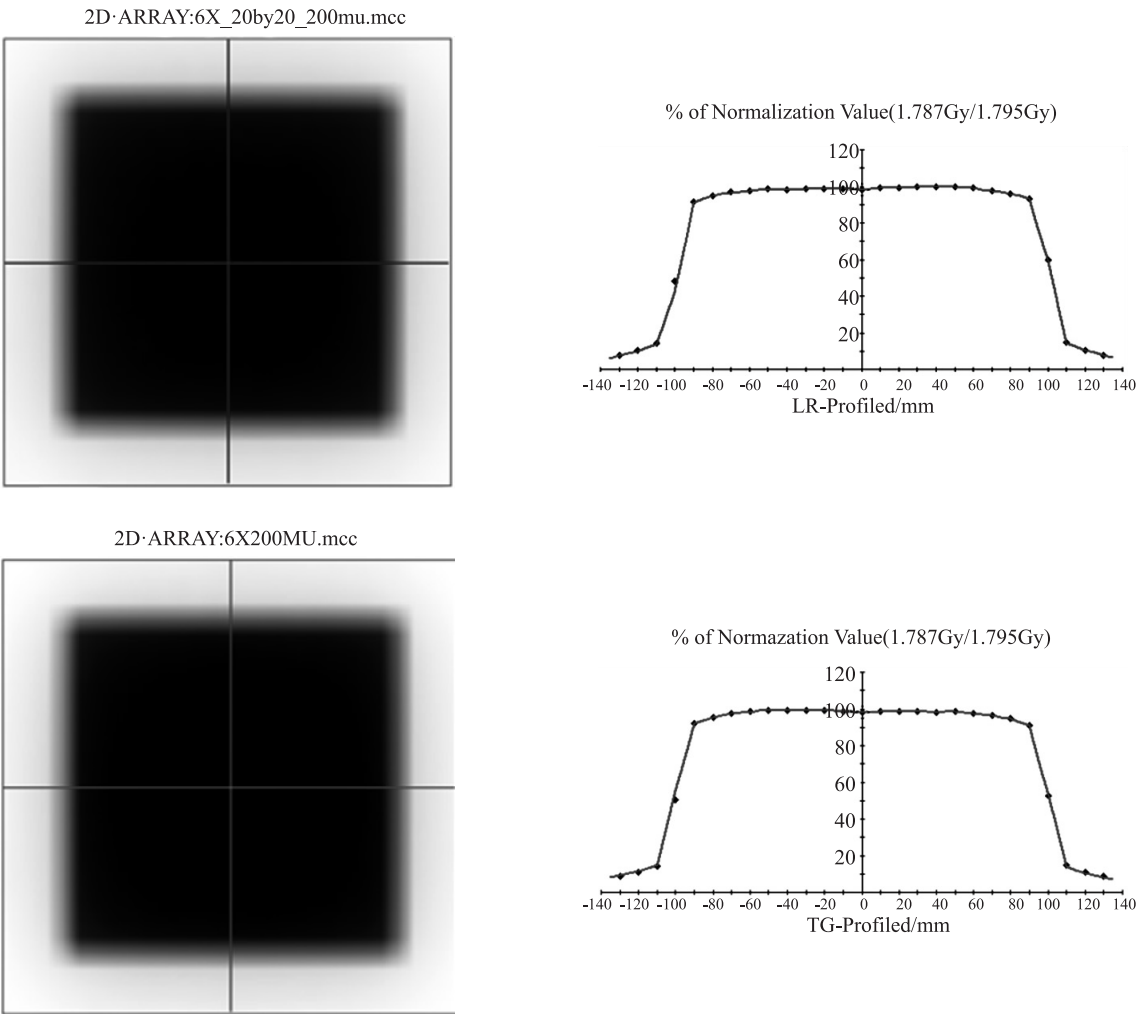 2D·ARRAY:6X_20by20_200mu.mcc
% of Normalization Value(1.787Gy/1.795Gy)
120
100
80
60
40
20
-140 -120 -100 -80 -60 -40 -20 0 20 40 60 80 100 120 140
LR-Profiled/mm
2D·ARRAY:6X200MU.mcc
% of Normazation Value(1.787Gy/1.795Gy)
120
100
80
60
40
20
-140 -120 -100 -80 -60 -40 -20 0 20 40 60 80 100 120 140
TG-Profiled/mm